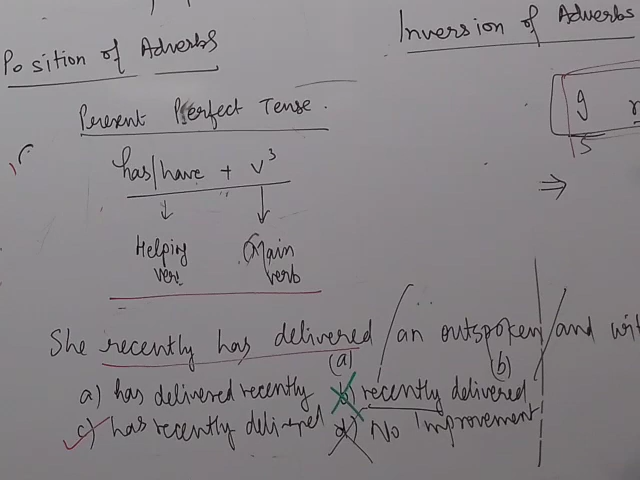 Position of Adverbs
Inversion of Adverbs
Present Perfect Tense.
has/have + v³
Helping
verb
Main
verb
She recently has delivered / an outspoken / and
(a) (b)
a) has delivered recently b) recently delivered
c) has recently delivered d) No improvement